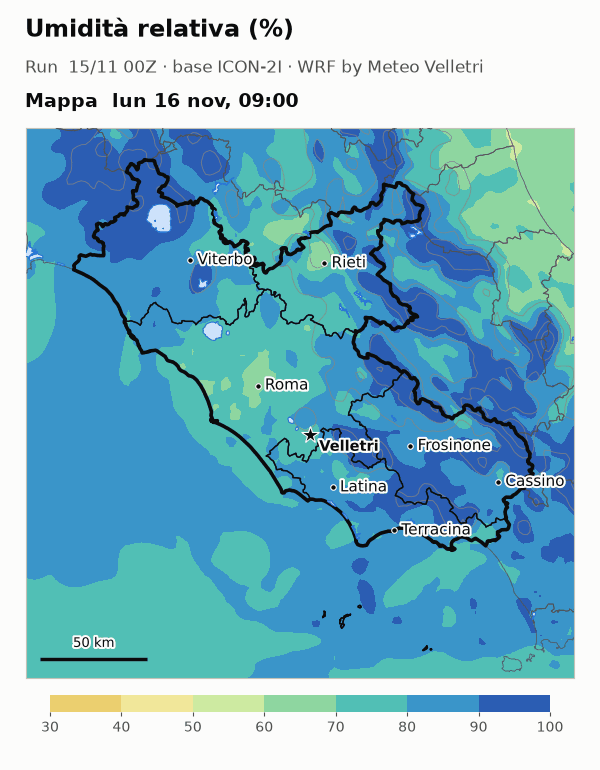 Umidità relativa (%)
Run 15/11 00Z · base ICON-2I · WRF by Meteo Velletri
Mappa lun 16 nov, 09:00
Viterbo
Rieti
Roma
Velletri
Frosinone
Cassino
Latina
Terracina
50 km
30 40 50 60 70 80 90 100